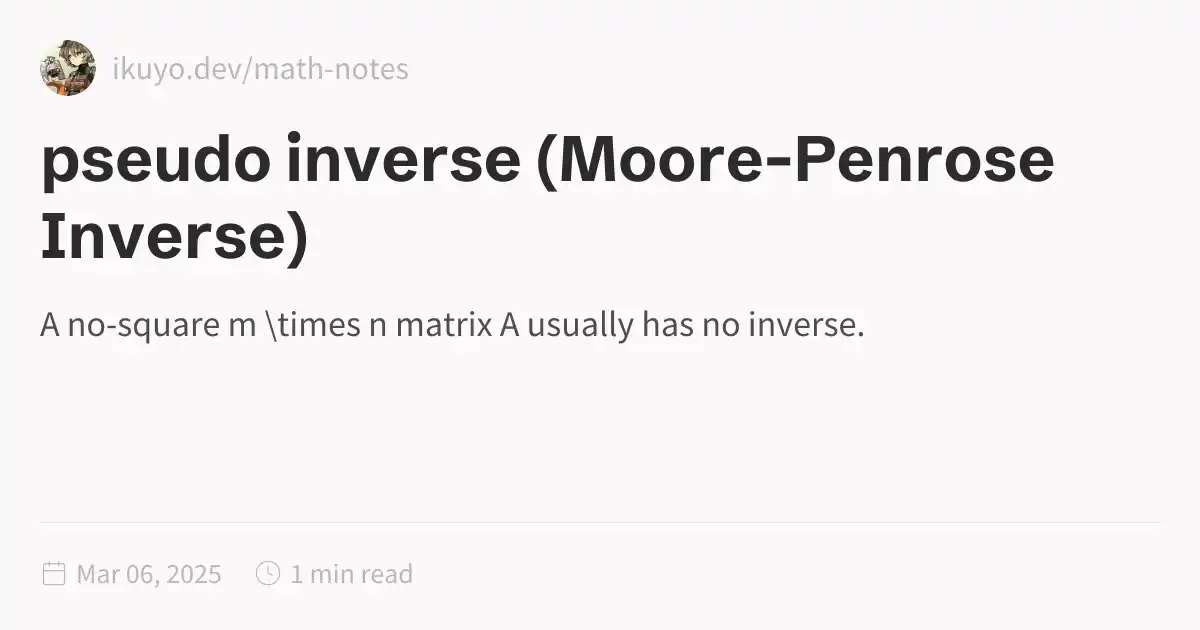 ikuyo.dev/math-notes
pseudo inverse (Moore-Penrose
Inverse)
A no-square m \times n matrix A usually has no inverse.
Mar 06, 2025 1 min read